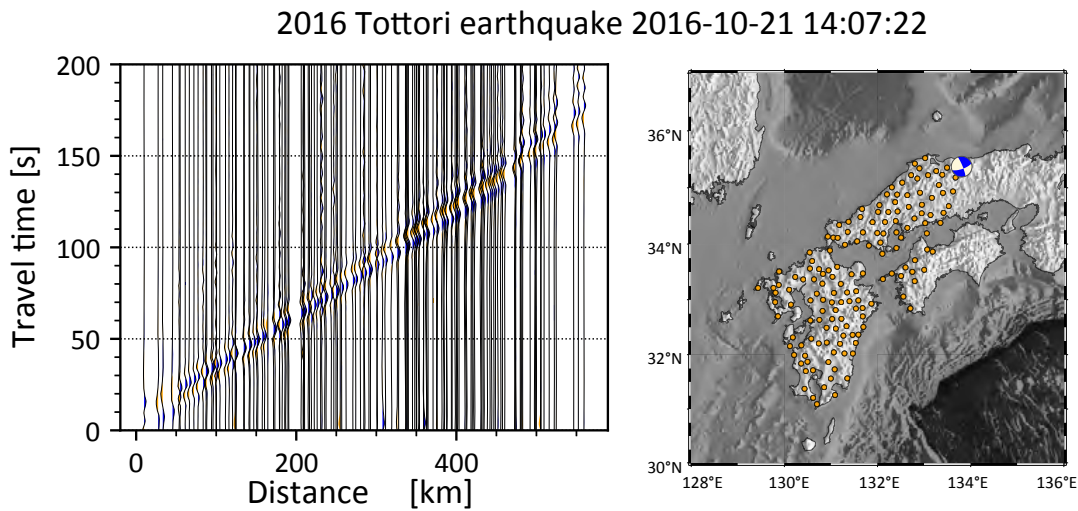 2016 Tottori earthquake 2016-10-21 14:07:22
Travel time [s]
200
150
100
50
0
0 200 400
Distance [km]
36°N
34°N
32°N
30°N
128°E 130°E 132°E 134°E 136°E